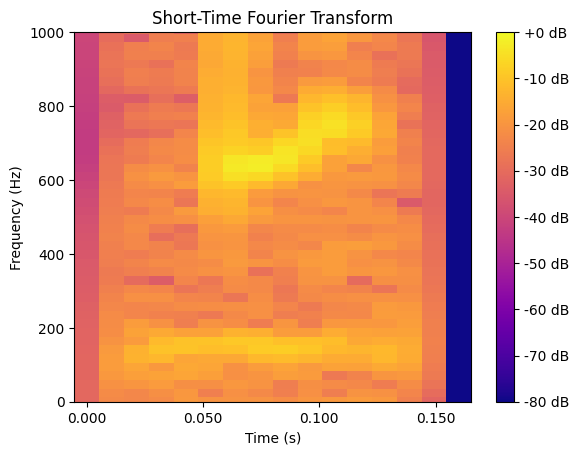 Short-Time Fourier Transform
1000
800
600
400
200
0
Frequency (Hz)
0.000
0.050
0.100
0.150
Time (s)
+0 dB
-10 dB
-20 dB
-30 dB
-40 dB
-50 dB
-60 dB
-70 dB
-80 dB